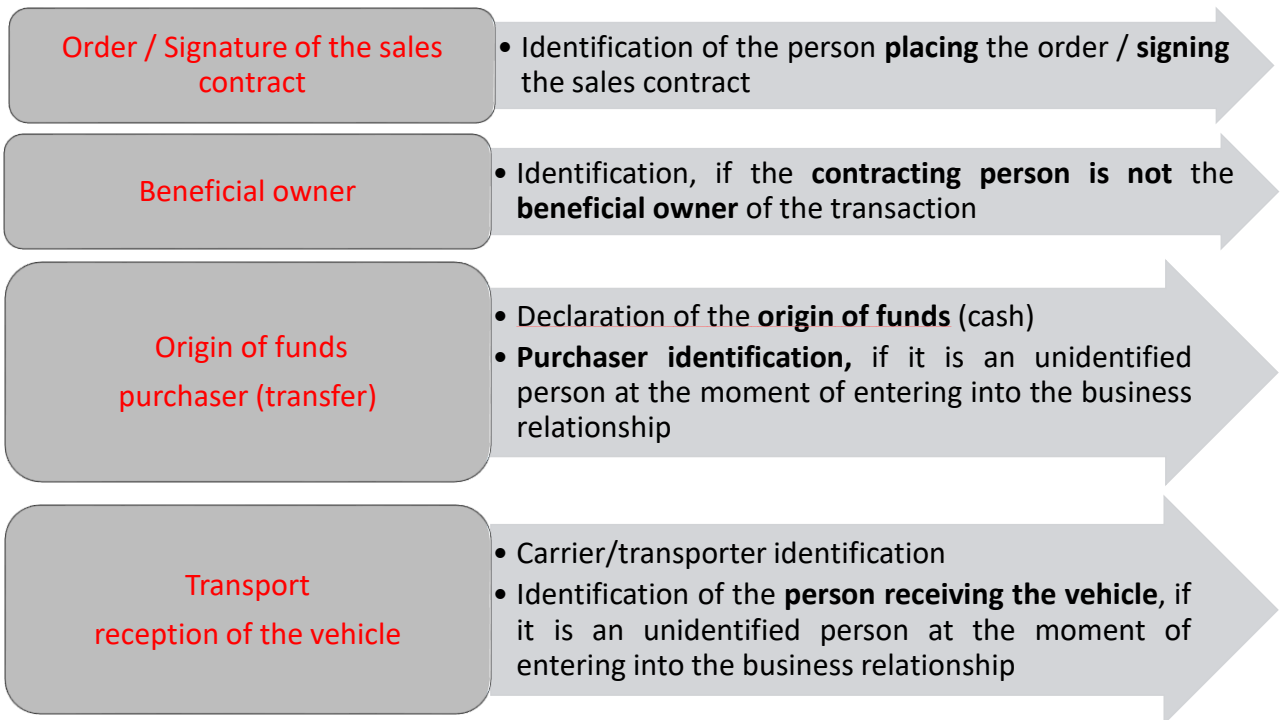 Order / Signature of the sales
contract
• Identification of the person placing the order / signing
the sales contract
Beneficial owner
• Identification, if the contracting person is not the
beneficial owner of the transaction
Origin of funds
purchaser (transfer)
• Declaration of the origin of funds (cash)
• Purchaser identification, if it is an unidentified
person at the moment of entering into the business
relationship
Transport
reception of the vehicle
• Carrier/transporter identification
• Identification of the person receiving the vehicle, if
it is an unidentified person at the moment of
entering into the business relationship